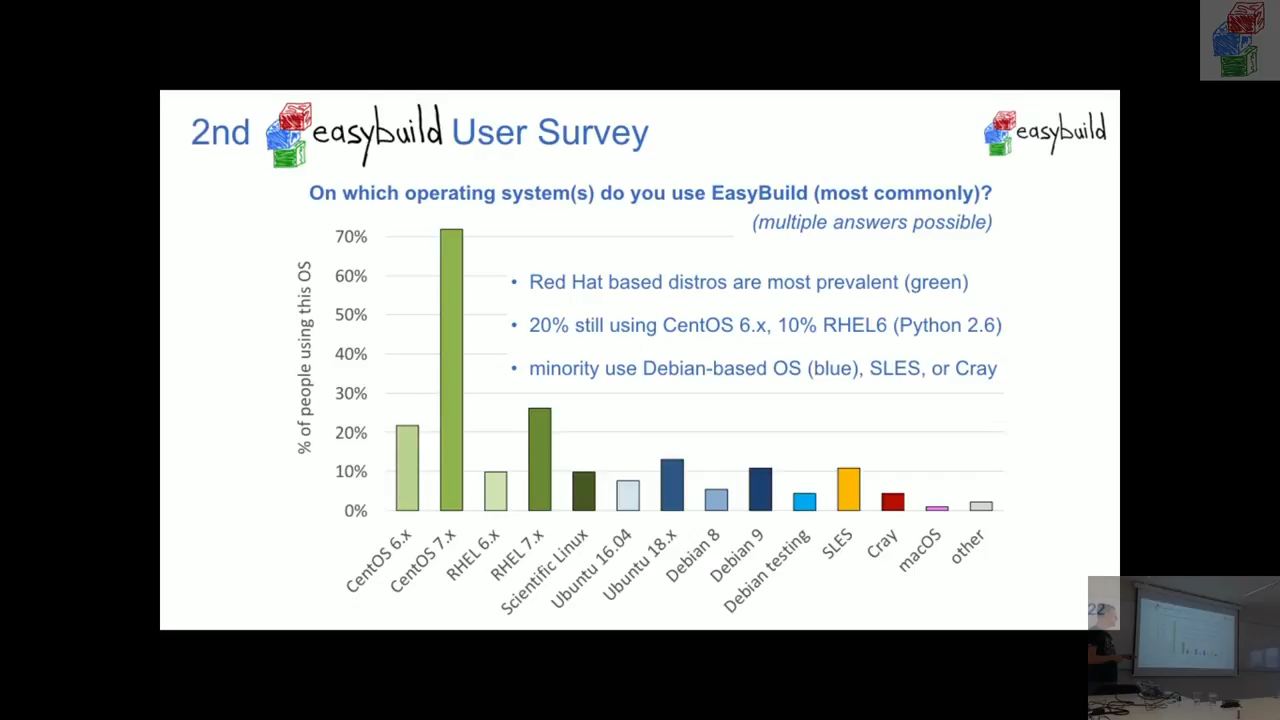 2nd easybuild User Survey
easybuild
On which operating system(s) do you use EasyBuild (most commonly)?
(multiple answers possible)
• Red Hat based distros are most prevalent (green)
• 20% still using CentOS 6.x, 10% RHEL6 (Python 2.6)
• minority use Debian-based OS (blue), SLES, or Cray
% of people using this OS
70%
60%
50%
40%
30%
20%
10%
0%
CentOS 6.x
CentOS 7.x
RHEL 6.x
RHEL 7.x
Scientific Linux
Ubuntu 16.04
Ubuntu 18.x
Debian 8
Debian 9
Debian testing
SLES
Cray
macOS
other
22